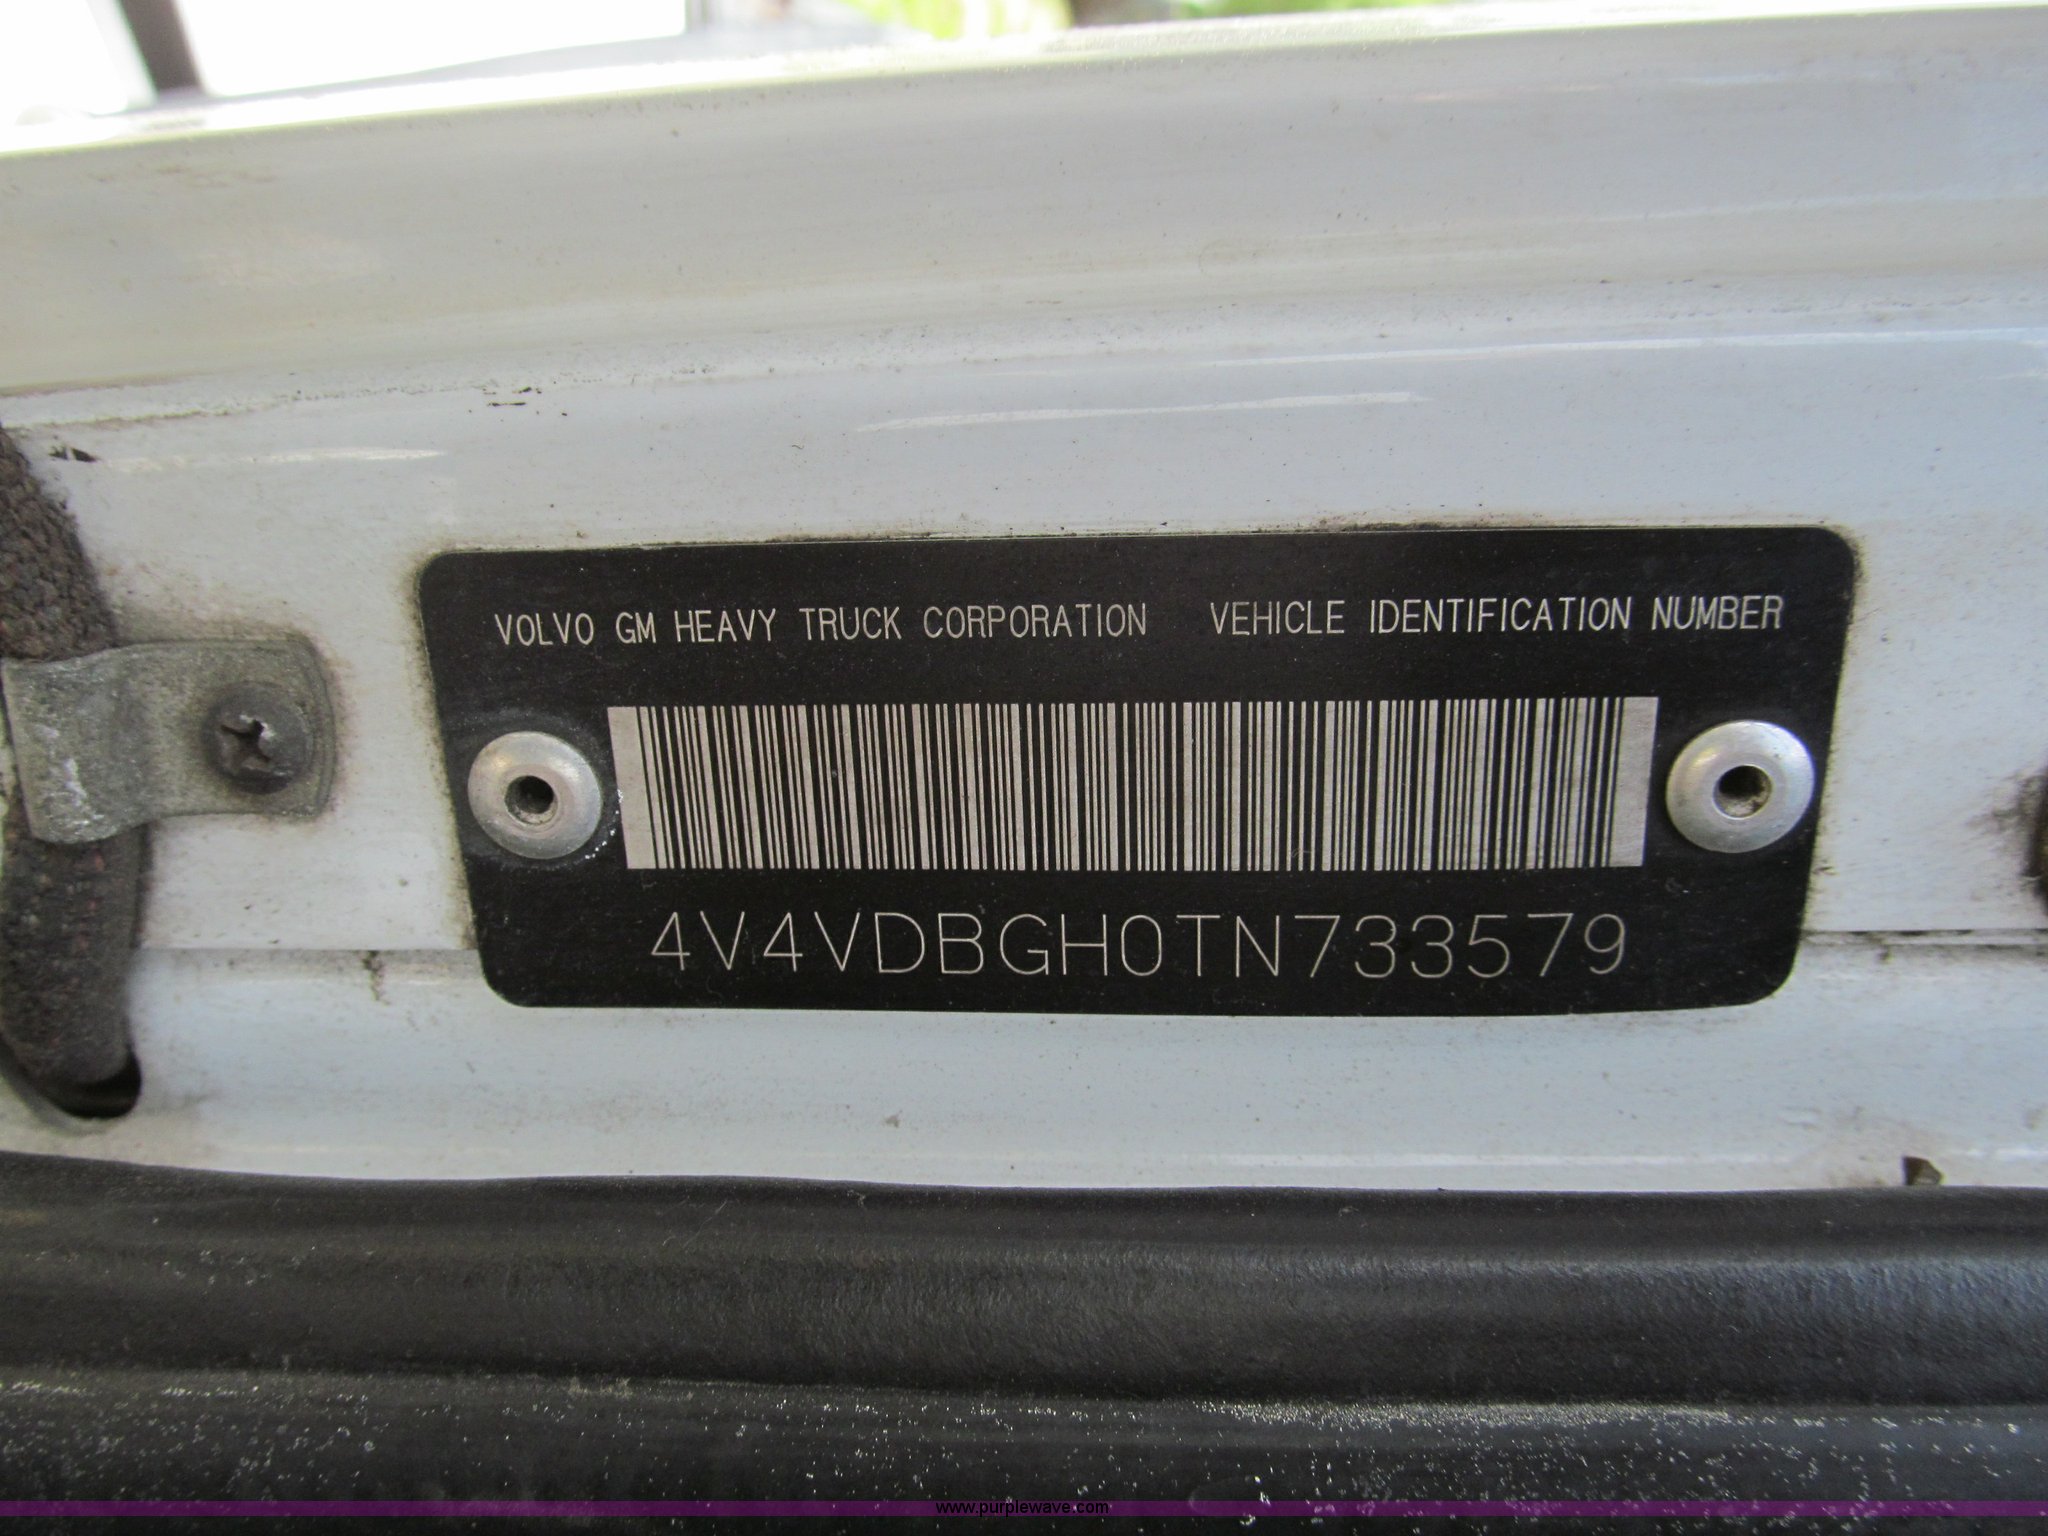 VOLVO GM HEAVY TRUCK CORPORATION VEHICLE IDENTIFICATION NUMBER
4V4VDBGH0TN733579
www.purplewave.com